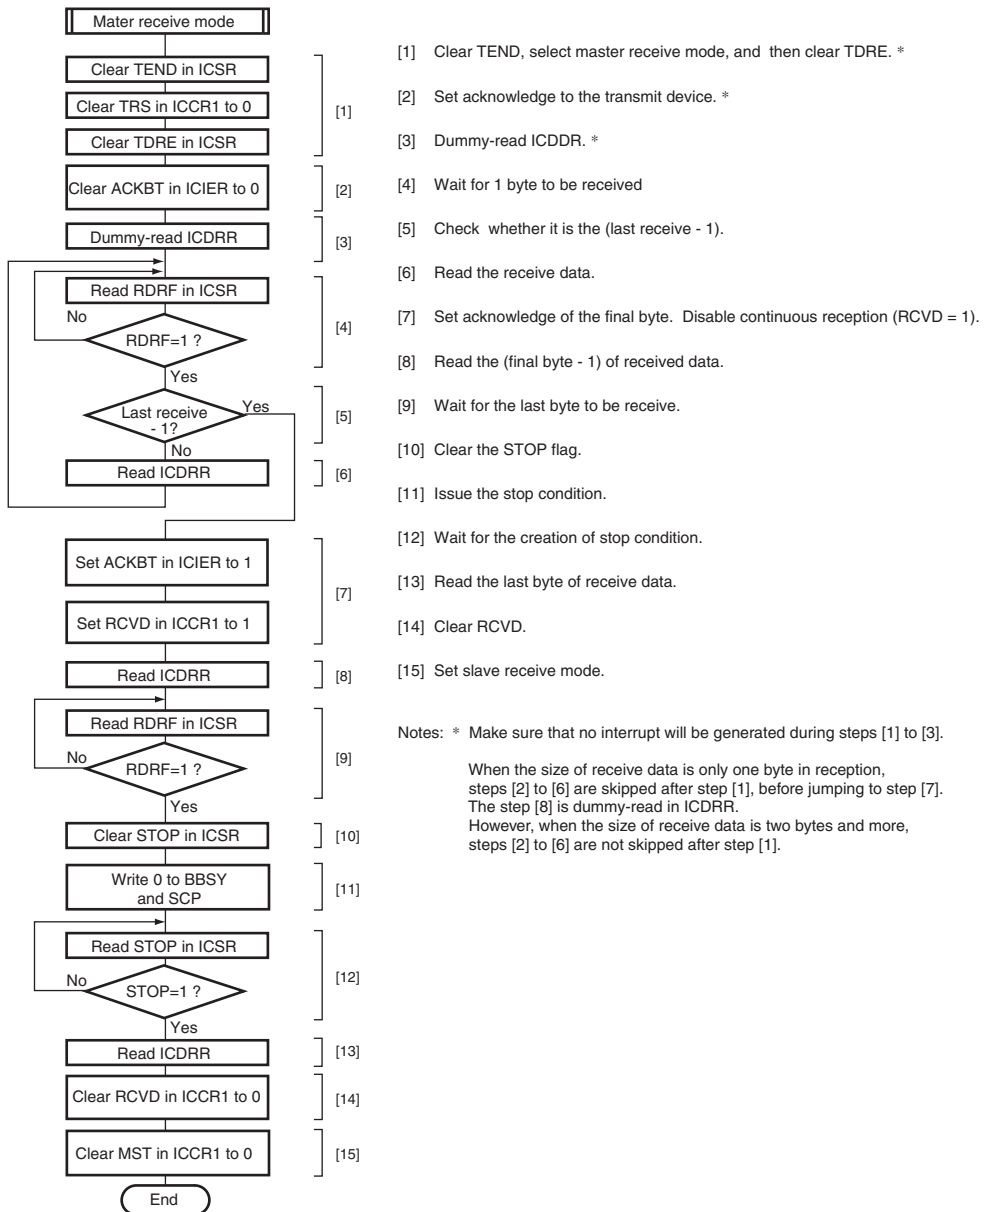 Mater receive mode
Clear TEND in ICSR
Clear TRS in ICCR1 to 0
Clear TDRE in ICSR
[1]
Clear ACKBT in ICIER to 0
[2]
Dummy-read ICDRR
[3]
Read RDRF in ICSR
No
RDRF=1 ?
[4]
Yes
Last receive
- 1?
Yes
[5]
No
Read ICDRR
[6]
Set ACKBT in ICIER to 1
Set RCVD in ICCR1 to 1
[7]
Read ICDRR
[8]
Read RDRF in ICSR
No
RDRF=1 ?
[9]
Yes
Clear STOP in ICSR
[10]
Write 0 to BBSY
and SCP
[11]
Read STOP in ICSR
No
STOP=1 ?
[12]
Yes
Read ICDRR
[13]
Clear RCVD in ICCR1 to 0
[14]
Clear MST in ICCR1 to 0
[15]
End
[1] Clear TEND, select master receive mode, and then clear TDRE. *
[2] Set acknowledge to the transmit device. *
[3] Dummy-read ICDDR. *
[4] Wait for 1 byte to be received
[5] Check whether it is the (last receive - 1).
[6] Read the receive data.
[7] Set acknowledge of the final byte. Disable continuous reception (RCVD = 1).
[8] Read the (final byte - 1) of received data.
[9] Wait for the last byte to be receive.
[10] Clear the STOP flag.
[11] Issue the stop condition.
[12] Wait for the creation of stop condition.
[13] Read the last byte of receive data.
[14] Clear RCVD.
[15] Set slave receive mode.
Notes: * Make sure that no interrupt will be generated during steps [1] to [3].
When the size of receive data is only one byte in reception,
steps [2] to [6] are skipped after step [1], before jumping to step [7].
The step [8] is dummy-read in ICDRR.
However, when the size of receive data is two bytes and more,
steps [2] to [6] are not skipped after step [1].